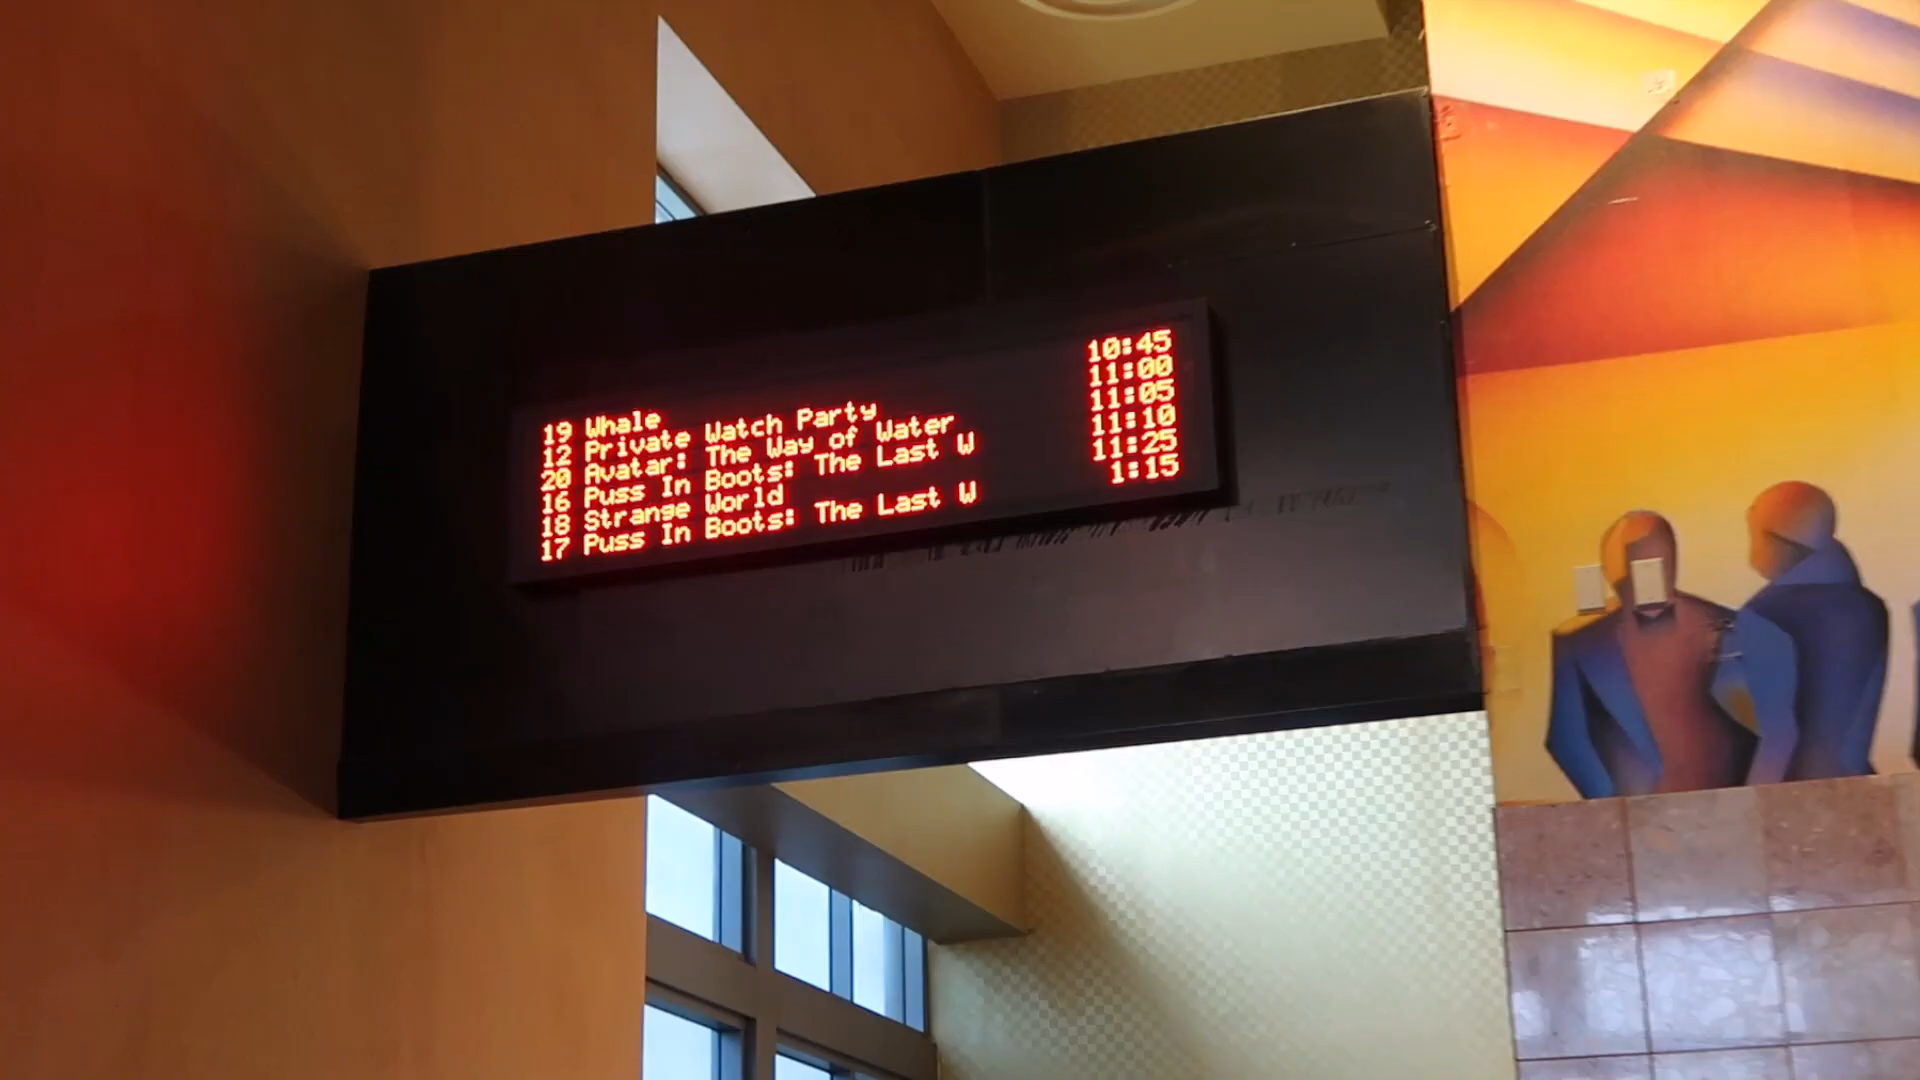 19 Whale 10:45
12 Private Watch Party 11:00
20 Avatar: The Way of Water 11:05
16 Puss In Boots: The Last W 11:10
18 Strange World 11:25
17 Puss In Boots: The Last W 1:15